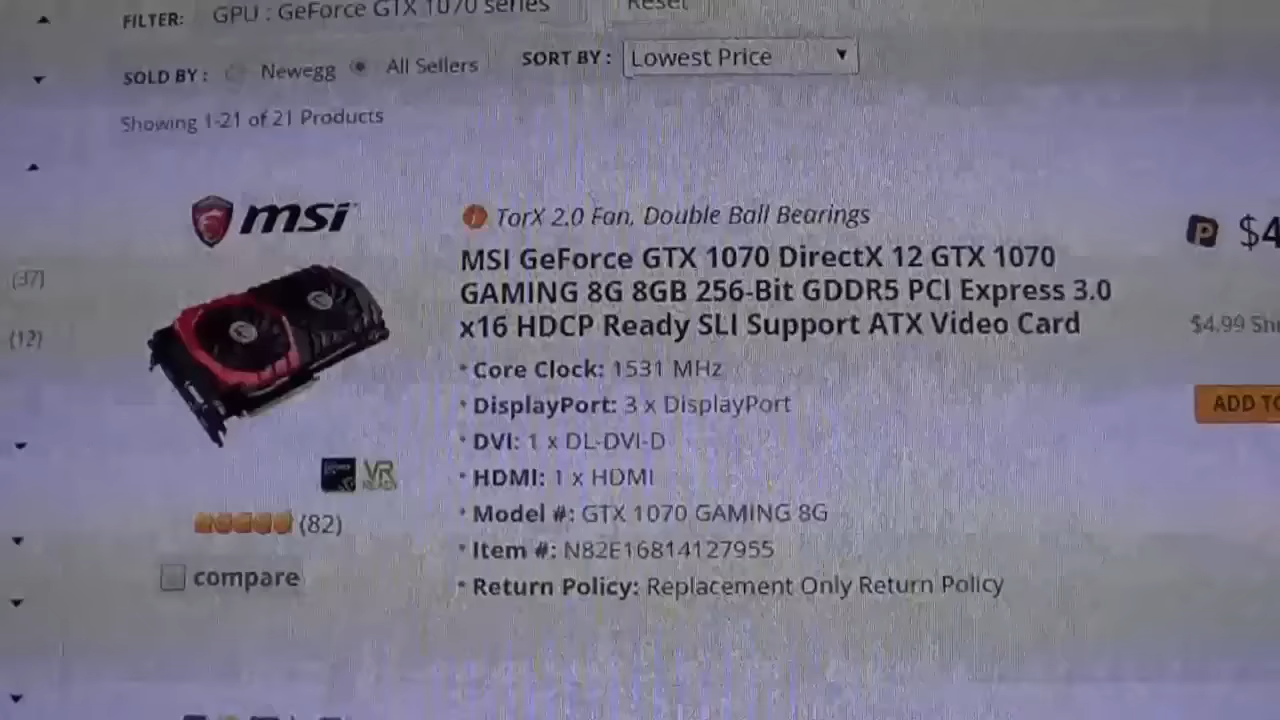 FILTER: GPU : GeForce GTX 1070 series Reset
SOLD BY : Newegg All Sellers SORT BY : Lowest Price
Showing 1-21 of 21 Products
msi
TorX 2.0 Fan, Double Ball Bearings
MSI GeForce GTX 1070 DirectX 12 GTX 1070
GAMING 8G 8GB 256-Bit GDDR5 PCI Express 3.0
x16 HDCP Ready SLI Support ATX Video Card
P $4
$4.99
(37)
(12)
• Core Clock: 1531 MHz
• DisplayPort: 3 x DisplayPort
ADD
• DVI: 1 x DL-DVI-D
• HDMI: 1 x HDMI
VR
READY
• Model #: GTX 1070 GAMING 8G
(82)
• Item #: N82E16814127955
compare
• Return Policy: Replacement Only Return Policy